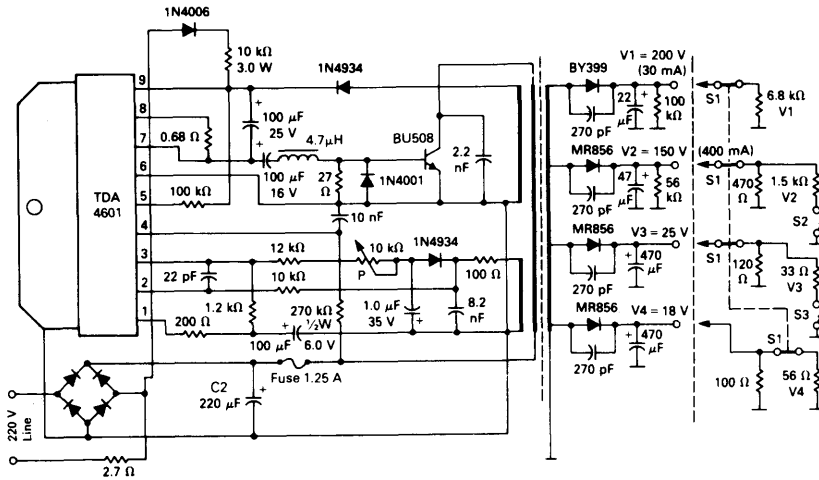 1N4006
10 kΩ
3.0 W
1N4934
9
8
7
6
5
4
3
2
1
TDA
4601
0.68 Ω
100 µF
25 V
4.7µH
100 µF
16 V
27
Ω
1N4001
BU508
2.2
nF
100 kΩ
10 nF
12 kΩ
10 kΩ
P
1N4934
100 Ω
22 pF
10 kΩ
1.2 kΩ
270 kΩ
½W
1.0 µF
35 V
8.2
nF
200 Ω
100 µF
6.0 V
Fuse 1.25 A
C2
220 µF
220 V
Line
2.7 Ω
BY399
V1 = 200 V
(30 mA)
22
µF
100
kΩ
270 pF
S1
6.8 kΩ
V1
MR856
V2 = 150 V
(400 mA)
47
µF
56
kΩ
270 pF
S1
470
Ω
1.5 kΩ
V2
S2
MR856
V3 = 25 V
470
µF
270 pF
S1
120
Ω
33 Ω
V3
S3
MR856
V4 = 18 V
470
µF
270 pF
S1
100 Ω
56 Ω
V4